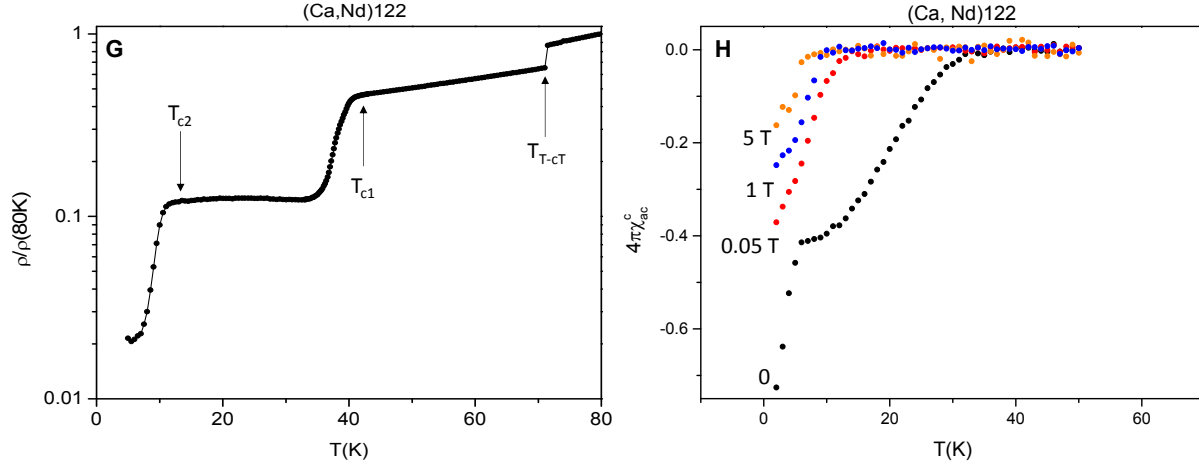 (Ca,Nd)122
G
1
0.1
0.01
ρ/ρ(80K)
T_c2
T_c1
T_T-cT
0 20 40 60 80
T(K)
(Ca, Nd)122
H
0.0
-0.2
-0.4
-0.6
4πχ^c_ac
5 T
1 T
0.05 T
0
0 20 40 60
T(K)